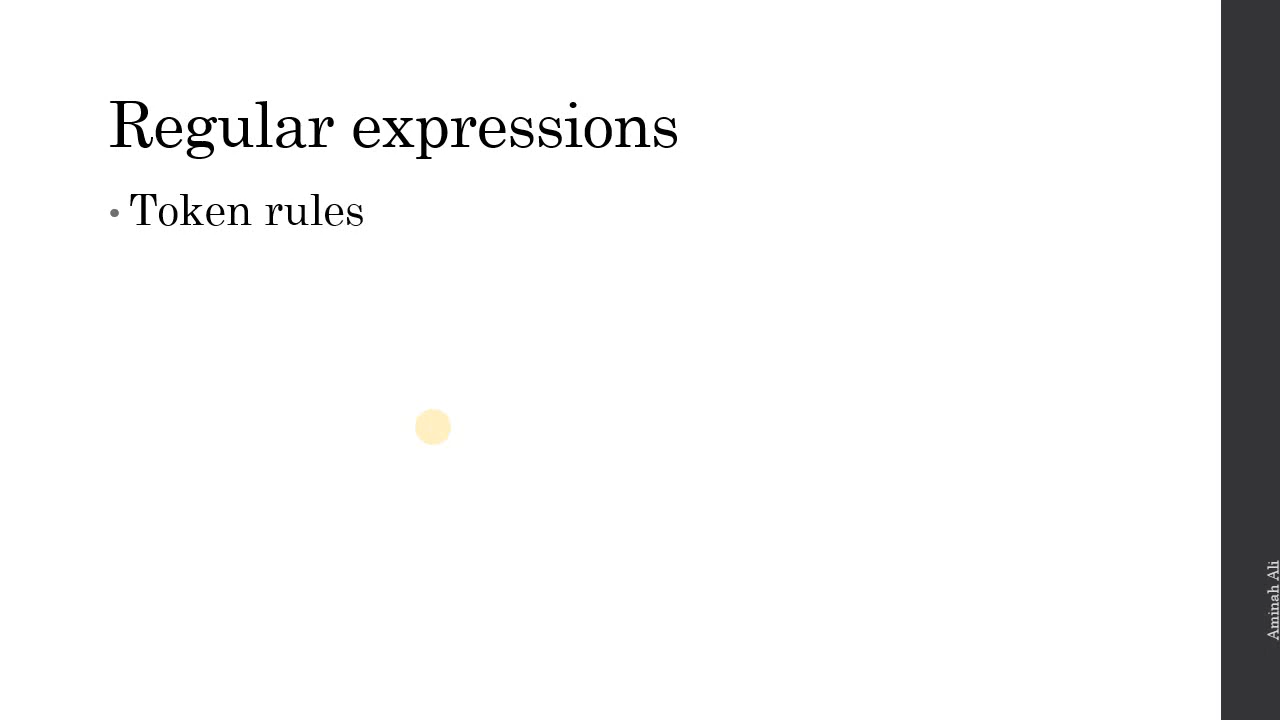 Regular expressions
• Token rules
Aminah Ali